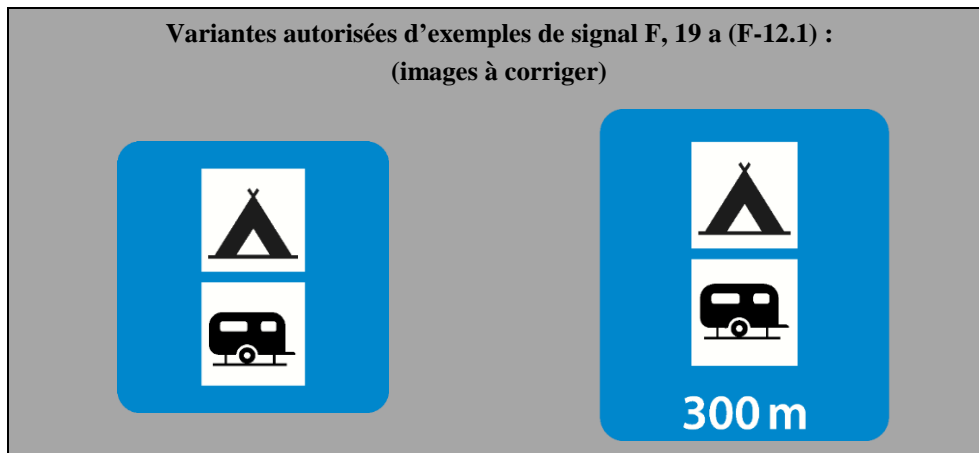 Variantes autorisées d’exemples de signal F, 19 a (F-12.1) :
(images à corriger)
300 m